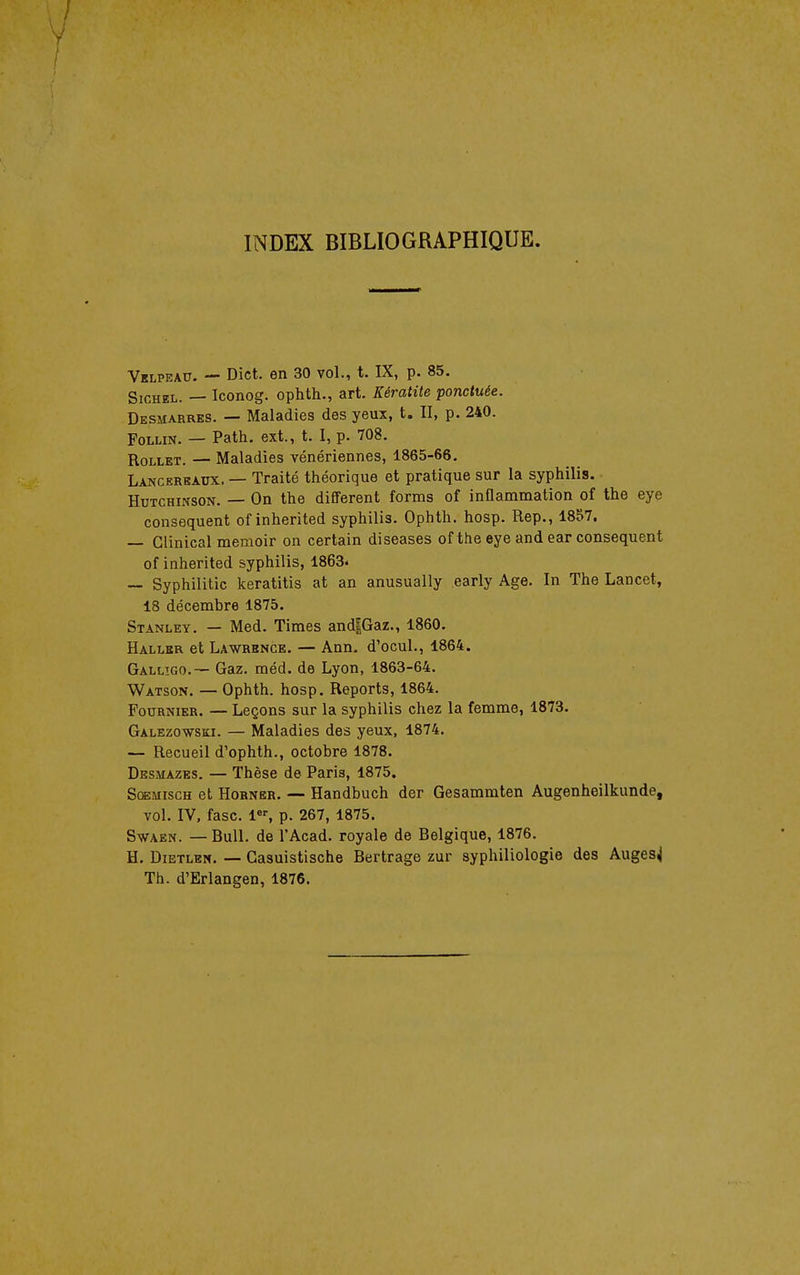 INDEX BIBLIOGRAPHIQUE.
VELPEAU. — Dict. en 30 vol., t. IX, p. 85.
SICHEL. — Iconog. ophth., art. Kératite ponctuée.
DESMARRES. — Maladies des yeux, t. II, p. 240.
FOLLIN. — Path. ext., t. I, p. 708.
ROLLET. — Maladies vénériennes, 1865-66.
LANCEREAUX. — Traité théorique et pratique sur la syphilis.
HUTCHINSON. — On the different forms of inflammation of the eye
consequent of inherited syphilis. Ophth. hosp. Rep., 1857.
— Clinical memoir on certain diseases of the eye and ear consequent
of inherited syphilis, 1863.
— Syphilitic keratitis at an anusually early Age. In The Lancet,
18 décembre 1875.
STANLEY. — Med. Times and Gaz., 1860.
HALLER et LAWRENCE. — Ann. d'ocul., 1864.
GALLIGO. — Gaz. méd. de Lyon, 1863-64.
WATSON. — Ophth. hosp. Reports, 1864.
FOURNIER. — Leçons sur la syphilis chez la femme, 1873.
GALEZOWSKI. — Maladies des yeux, 1874.
— Recueil d'ophth., octobre 1878.
DESMAZES. — Thèse de Paris, 1875.
SŒMISCH et HORNER. — Handbuch der Gesammten Augenheilkunde,
vol. IV, fasc. 1er, p. 267, 1875.
SWAEN. — Bull. de l'Acad. royale de Belgique, 1876.
H. DIETLEN. — Casuistische Bertrage zur syphiliologie des Auges,
Th. d'Erlangen, 1876.